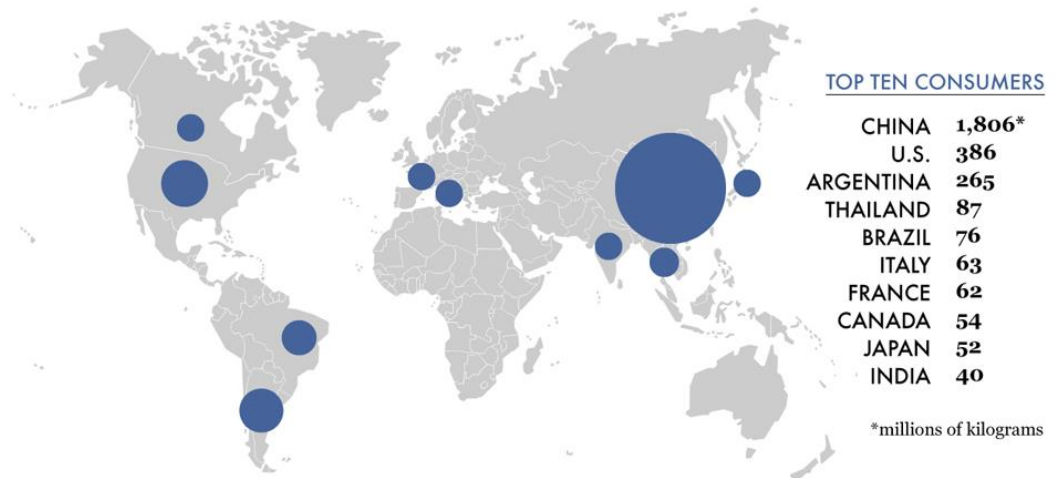 TOP TEN CONSUMERS
CHINA 1,806*
U.S. 386
ARGENTINA 265
THAILAND 87
BRAZIL 76
ITALY 63
FRANCE 62
CANADA 54
JAPAN 52
INDIA 40
*millions of kilograms